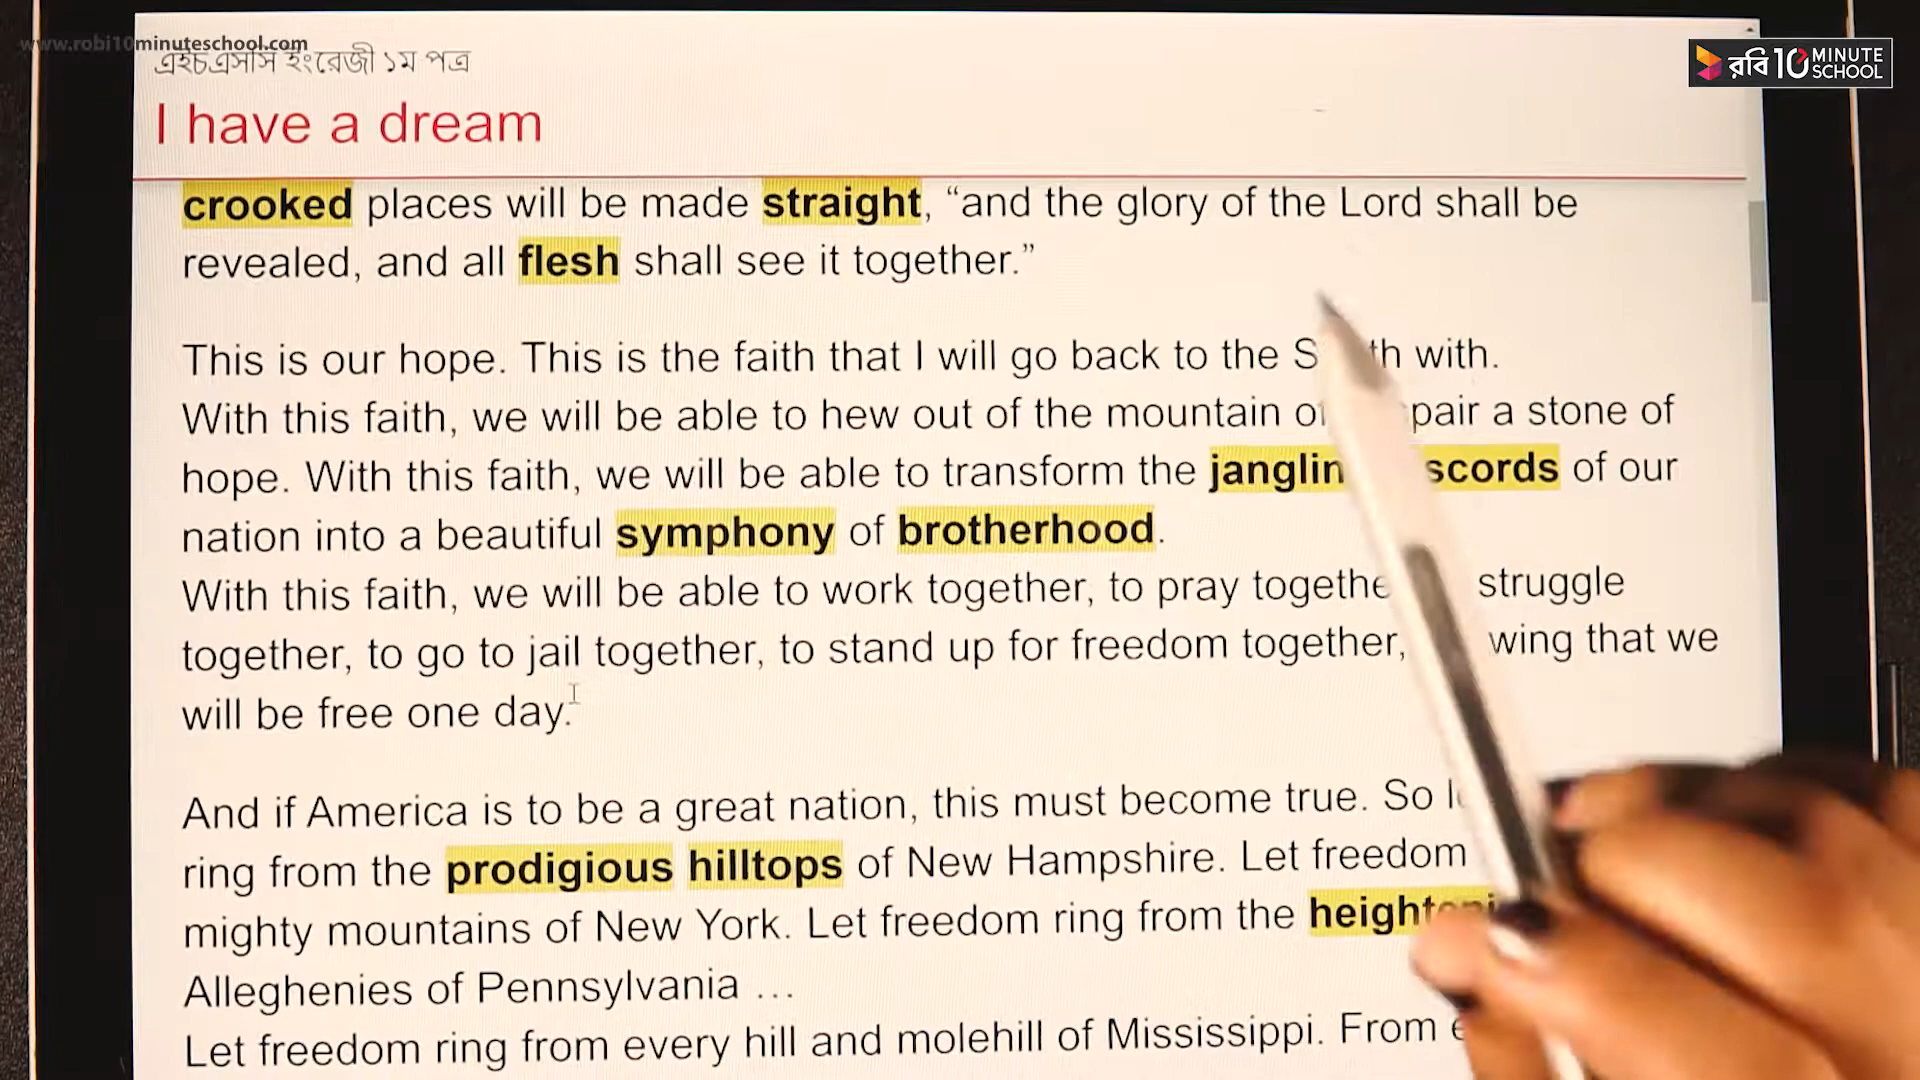 www.robi10minuteschool.com
এইচএসসি ইংরেজী ১ম পত্র
রবি 10 MINUTE SCHOOL
I have a dream
crooked places will be made straight, “and the glory of the Lord shall be
revealed, and all flesh shall see it together.”
This is our hope. This is the faith that I will go back to the S th with.
With this faith, we will be able to hew out of the mountain o pair a stone of
hope. With this faith, we will be able to transform the janglin scords of our
nation into a beautiful symphony of brotherhood.
With this faith, we will be able to work together, to pray togethe struggle
together, to go to jail together, to stand up for freedom together, wing that we
will be free one day.
And if America is to be a great nation, this must become true. So l
ring from the prodigious hilltops of New Hampshire. Let freedom
mighty mountains of New York. Let freedom ring from the height
Alleghenies of Pennsylvania ...
Let freedom ring from every hill and molehill of Mississippi. From e